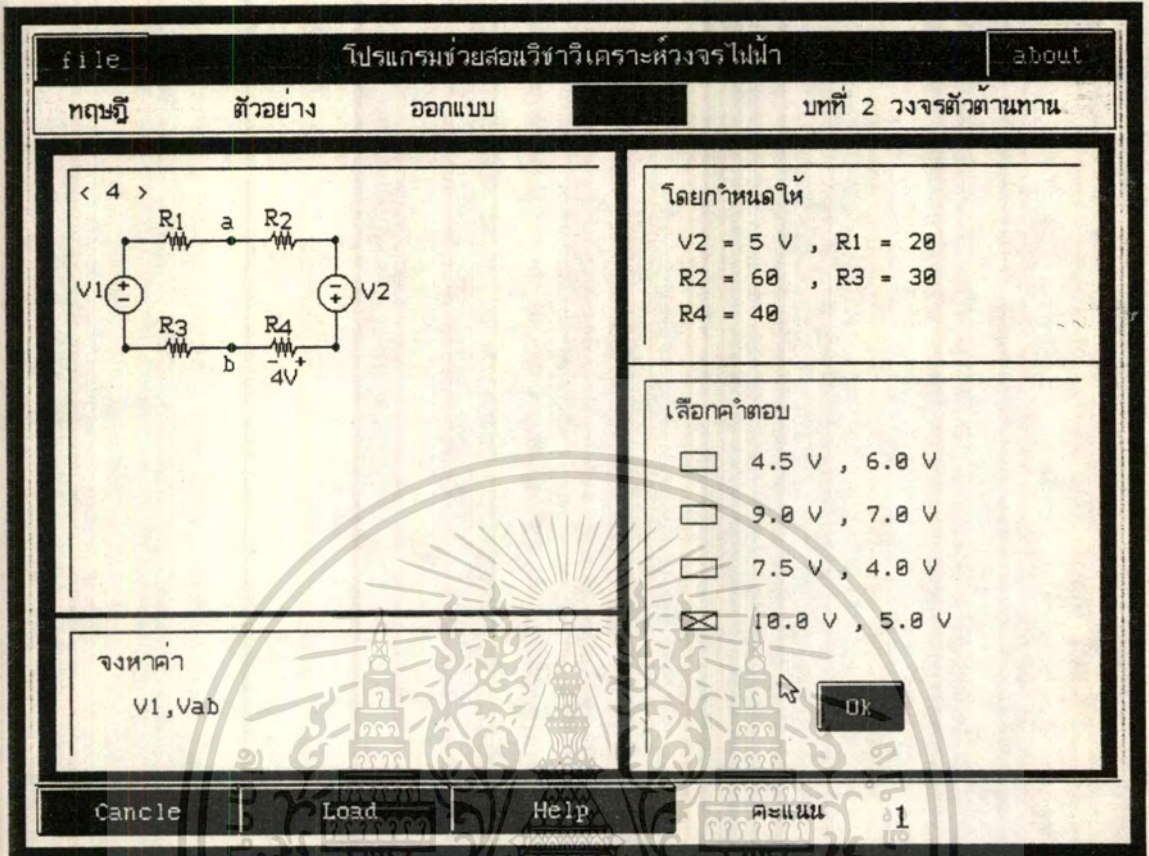 file โปรแกรมช่วยสอนวิชาวิเคราะห์วงจรไฟฟ้า about
ทฤษฎี ตัวอย่าง ออกแบบ บทที่ 2 วงจรตัวต้านทาน
< 4 >
R1 a R2
V1 + - - + V2
R3 b R4
- 4V +
โดยกำหนดให้
V2 = 5 V , R1 = 20
R2 = 60 , R3 = 30
R4 = 40
เลือกคำตอบ
4.5 V , 6.0 V
9.0 V , 7.0 V
7.5 V , 4.0 V
10.0 V , 5.0 V
Ok
จงหาค่า
V1,Vab
Cancle Load Help คะแนน 1